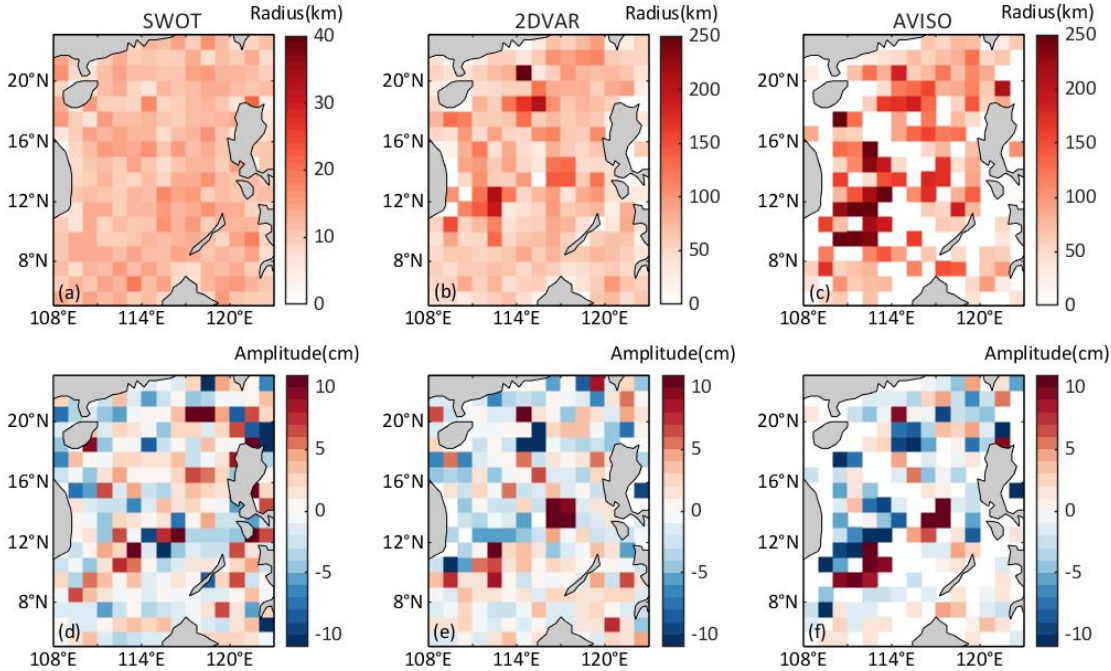 SWOT
Radius(km)
2DVAR
Radius(km)
AVISO
Radius(km)
20°N
16°N
12°N
8°N
108°E
114°E
120°E
(a)
40
30
20
10
0
20°N
16°N
12°N
8°N
108°E
114°E
120°E
(b)
250
200
150
100
50
0
20°N
16°N
12°N
8°N
108°E
114°E
120°E
(c)
250
200
150
100
50
0
Amplitude(cm)
Amplitude(cm)
Amplitude(cm)
20°N
16°N
12°N
8°N
108°E
114°E
120°E
(d)
10
5
0
-5
-10
20°N
16°N
12°N
8°N
108°E
114°E
120°E
(e)
10
5
0
-5
-10
20°N
16°N
12°N
8°N
108°E
114°E
120°E
(f)
10
5
0
-5
-10